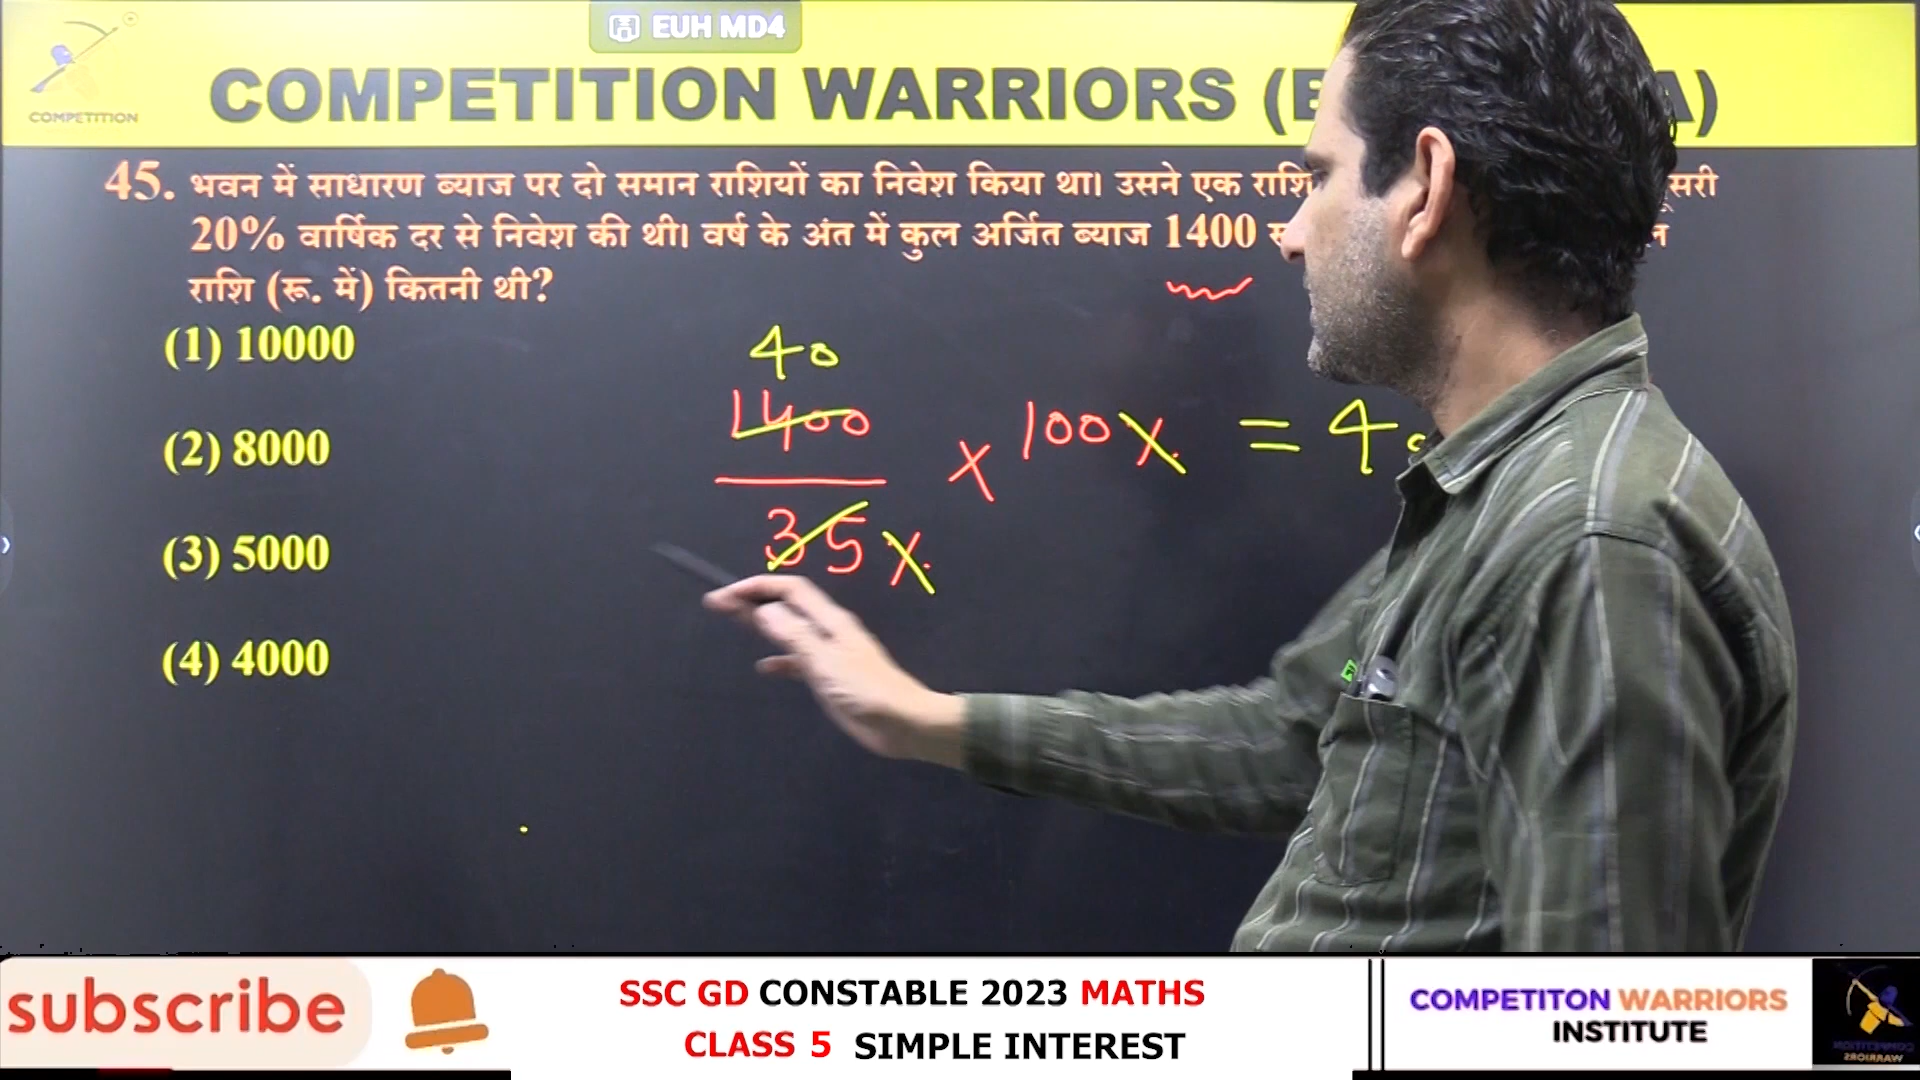 EUH MD4
COMPETITION
COMPETITION WARRIORS (B A)
45. भवन में साधारण ब्याज पर दो समान राशियों का निवेश किया था। उसने एक राशि
20% वार्षिक दर से निवेश की थी। वर्ष के अंत में कुल अर्जित ब्याज 1400
राशि (रू. में) कितनी थी?
(1) 10000
(2) 8000
(3) 5000
(4) 4000
40
1400
35x
x 100x = 40
subscribe
SSC GD CONSTABLE 2023 MATHS
CLASS 5 SIMPLE INTEREST
COMPETITON WARRIORS
INSTITUTE